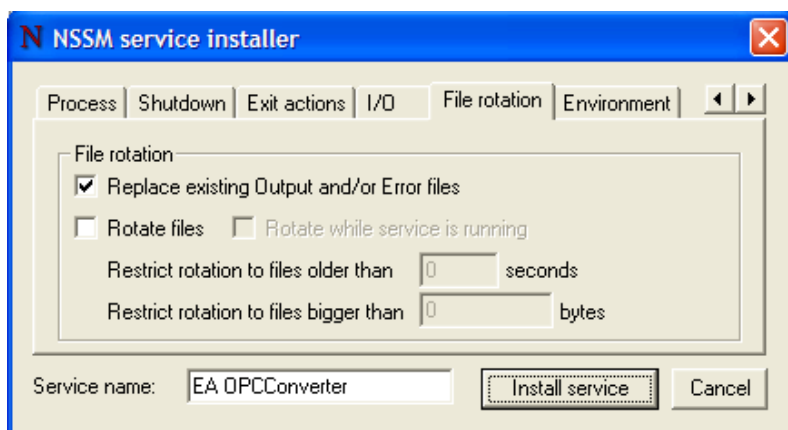 N NSSM service installer
Process Shutdown Exit actions I/O File rotation Environment
File rotation
Replace existing Output and/or Error files
Rotate files Rotate while service is running
Restrict rotation to files older than 0 seconds
Restrict rotation to files bigger than 0 bytes
Service name: EA OPCConverter Install service Cancel